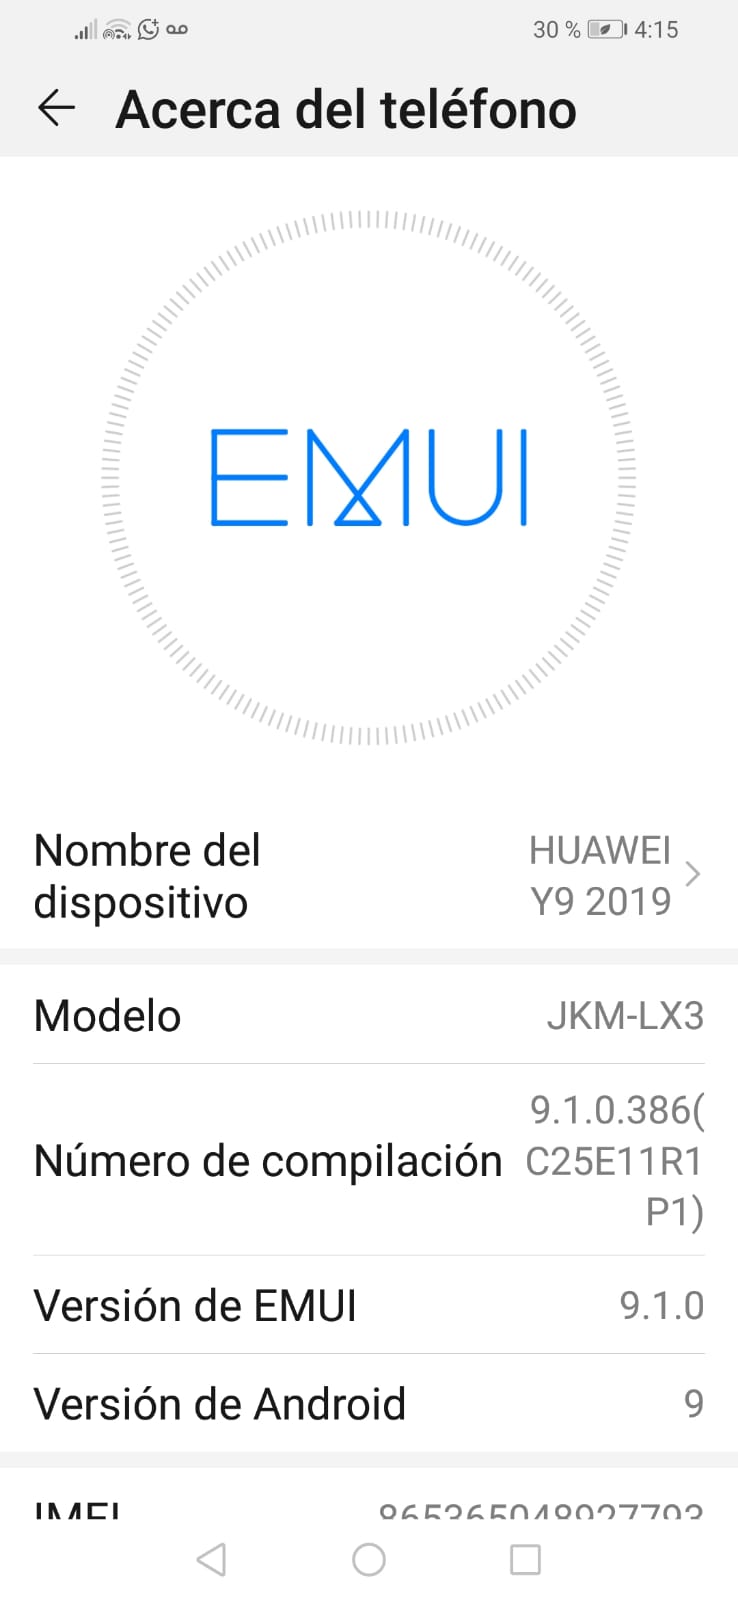 30 % 4:15
Acerca del teléfono
EMUI
Nombre del
dispositivo
HUAWEI
Y9 2019
Modelo
JKM-LX3
Número de compilación
9.1.0.386(
C25E11R1
P1)
Versión de EMUI
9.1.0
Versión de Android
9
IMEI